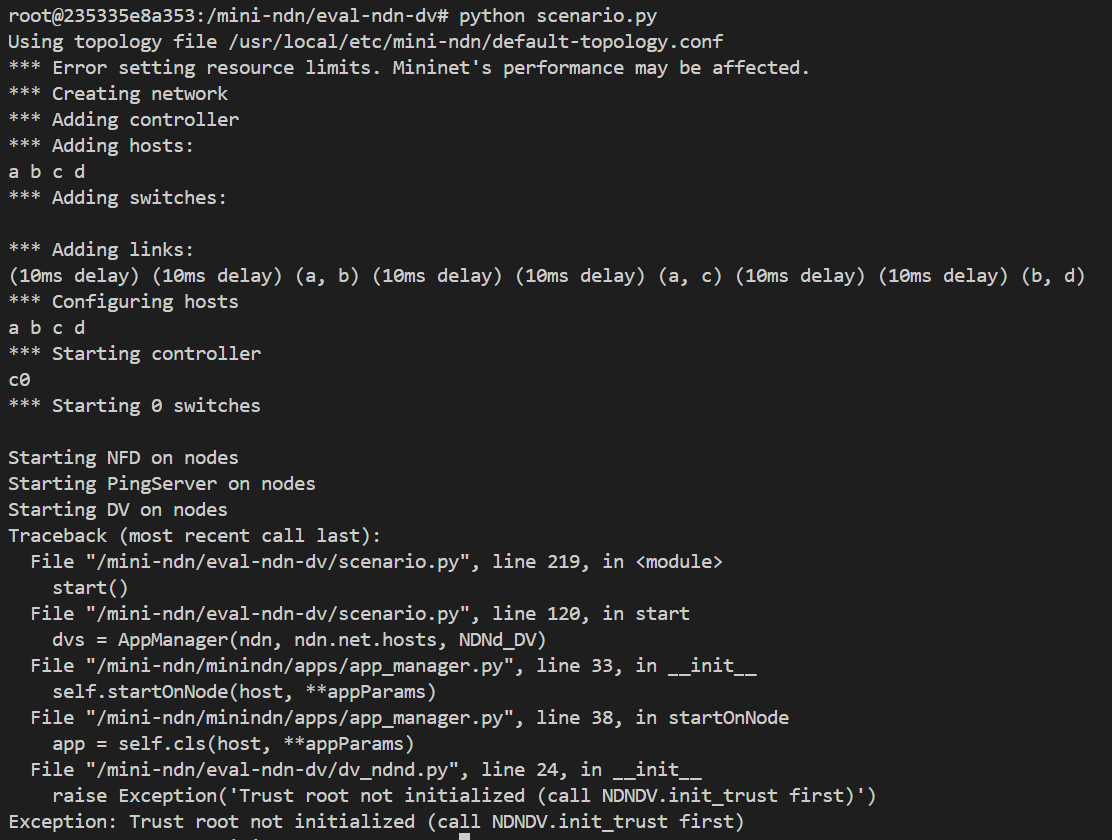 root@235335e8a353:/mini-ndn/eval-ndn-dv# python scenario.py
Using topology file /usr/local/etc/mini-ndn/default-topology.conf
*** Error setting resource limits. Mininet's performance may be affected.
*** Creating network
*** Adding controller
*** Adding hosts:
a b c d
*** Adding switches:

*** Adding links:
(10ms delay) (10ms delay) (a, b) (10ms delay) (10ms delay) (a, c) (10ms delay) (10ms delay) (b, d)
*** Configuring hosts
a b c d
*** Starting controller
c0
*** Starting 0 switches

Starting NFD on nodes
Starting PingServer on nodes
Starting DV on nodes
Traceback (most recent call last):
  File "/mini-ndn/eval-ndn-dv/scenario.py", line 219, in <module>
    start()
  File "/mini-ndn/eval-ndn-dv/scenario.py", line 120, in start
    dvs = AppManager(ndn, ndn.net.hosts, NDNd_DV)
  File "/mini-ndn/minindn/apps/app_manager.py", line 33, in __init__
    self.startOnNode(host, **appParams)
  File "/mini-ndn/minindn/apps/app_manager.py", line 38, in startOnNode
    app = self.cls(host, **appParams)
  File "/mini-ndn/eval-ndn-dv/dv_ndnd.py", line 24, in __init__
    raise Exception('Trust root not initialized (call NDNDV.init_trust first)')
Exception: Trust root not initialized (call NDNDV.init_trust first)